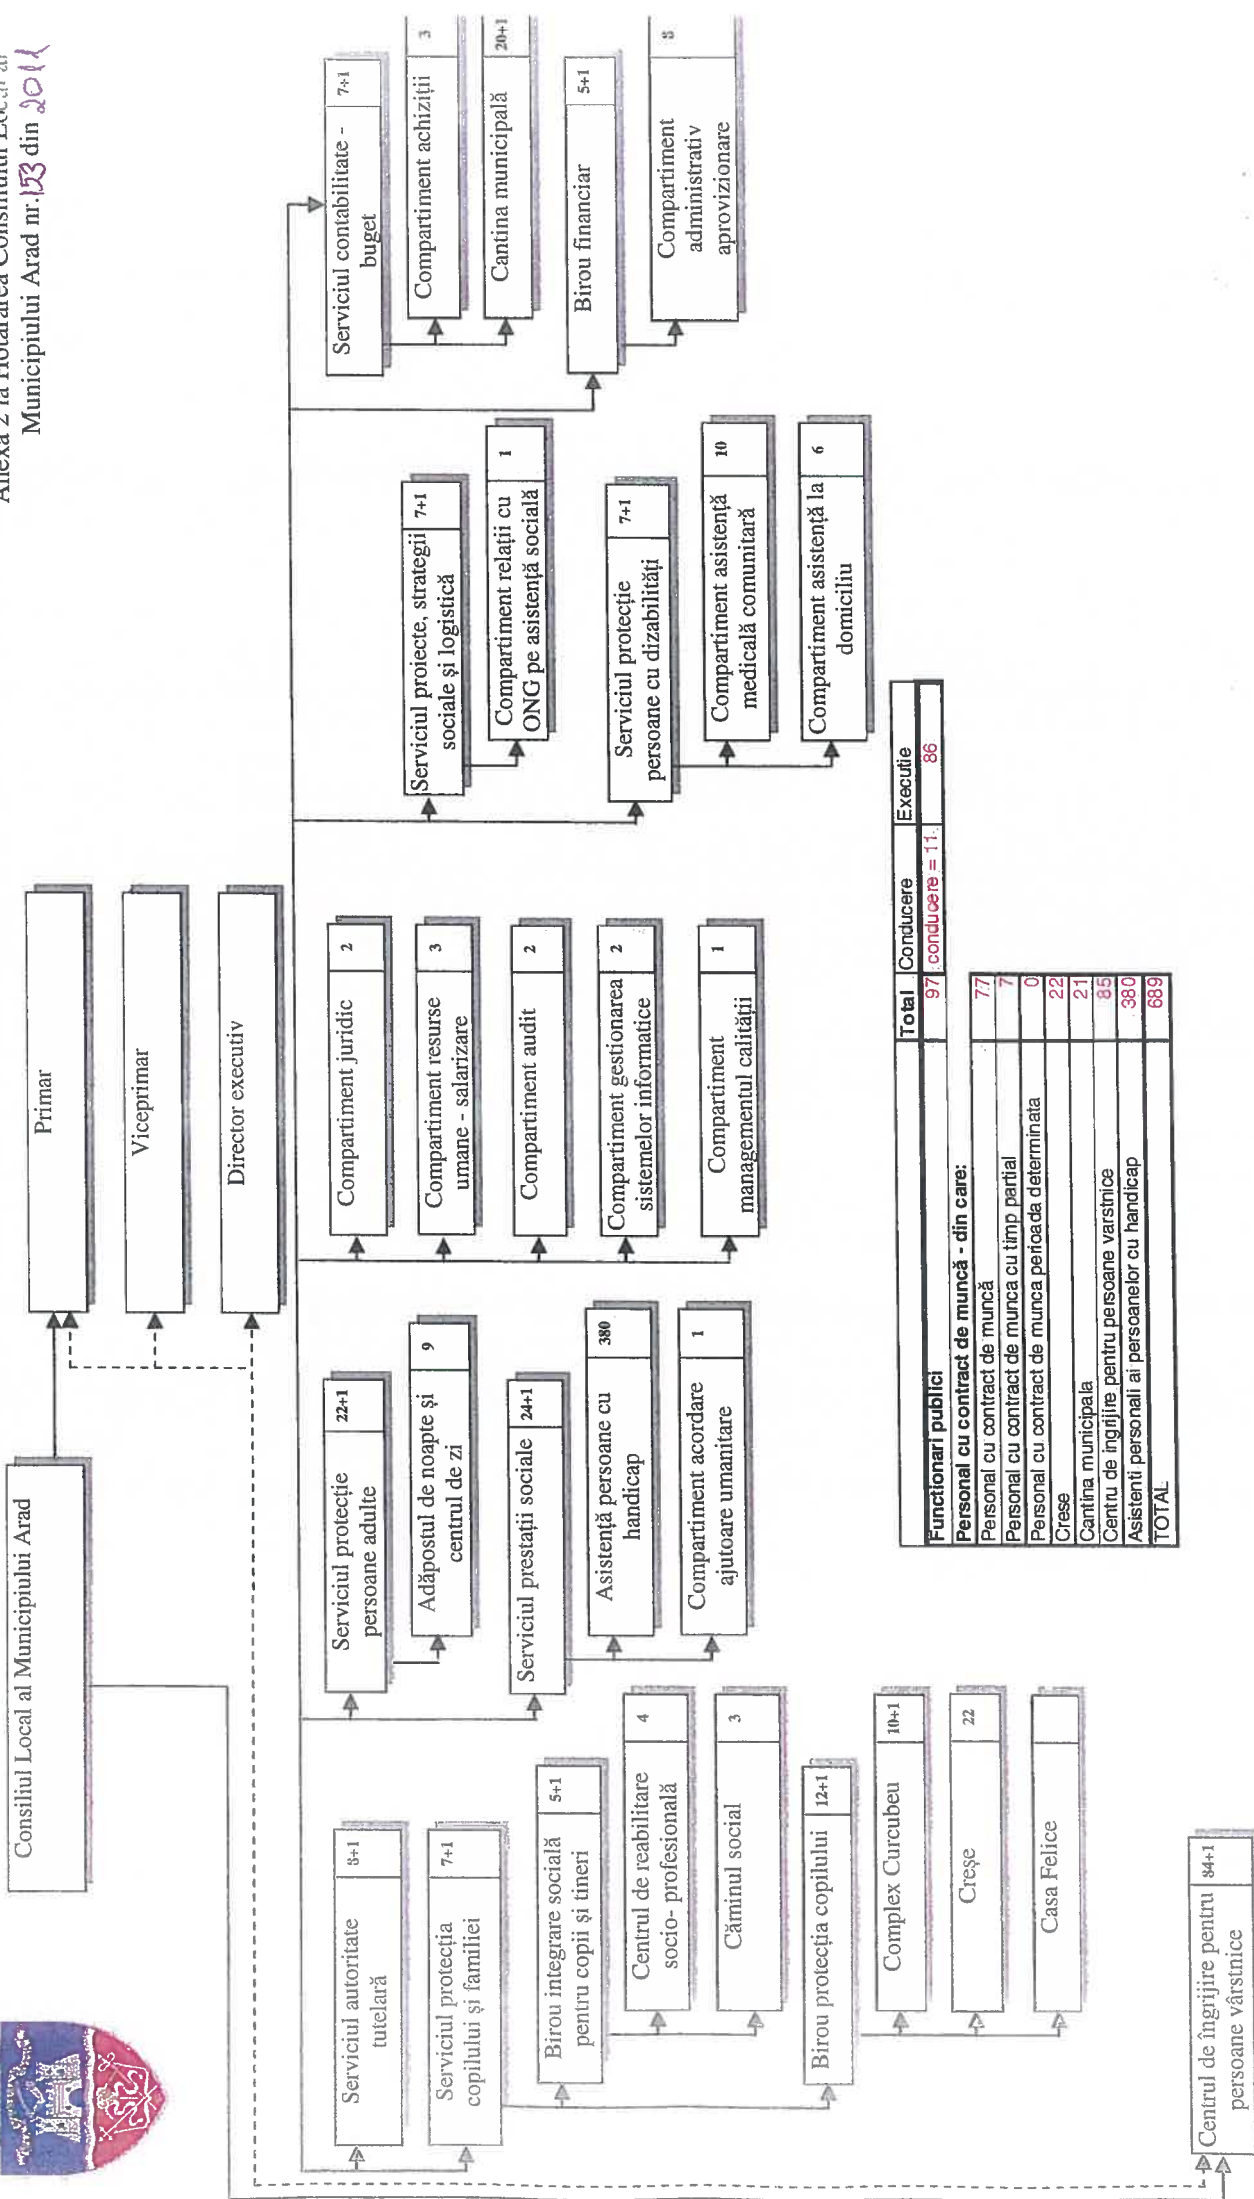 Anexa 2 la Hotărârea Consiliului Local al
Municipiului Arad nr.153 din 2011
Consiliul Local al Municipiului Arad
Primar
Viceprimar
Director executiv
Serviciul autoritate
tutelară
8+1
Serviciul protecția
copilului și familiei
7+1
Birou integrare socială
pentru copii și tineri
5+1
Centrul de reabilitare
socio- profesională
4
Căminul social
3
Birou protecția copilului
12+1
Complex Curcubeu
10+1
Creșe
22
Casa Felice
Centrul de îngrijire pentru
persoane vârstnice
84+1
Serviciul protecție
persoane adulte
22+1
Adăpostul de noapte și
centrul de zi
9
Serviciul prestații sociale
24+1
Asistență persoane cu
handicap
380
Compartiment acordare
ajutoare umanitare
1
Compartiment juridic
2
Compartiment resurse
umane - salarizare
3
Compartiment audit
2
Compartiment gestionarea
sistemelor informatice
2
Compartiment
managementul calității
1
Serviciul proiecte, strategii
sociale și logistică
7+1
Compartiment relații cu
ONG pe asistență socială
1
Serviciul protecție
persoane cu dizabilități
7+1
Compartiment asistență
medicală comunitară
10
Compartiment asistență la
domiciliu
6
Serviciul contabilitate -
buget
7+1
Compartiment achiziții
3
Cantina municipală
20+1
Birou financiar
5+1
Compartiment
administrativ
aprovizionare
8
Total Conducere Executie
Functionari publici 97 conducere = 11. 86
Personal cu contract de muncă - din care:
Personal cu contract de muncă 77
Personal cu contract de munca cu timp partial 7
Personal cu contract de munca perioada determinata 0
Crese 22
Cantina municipala 21
Centru de ingrijire pentru persoane varstnice 85
Asistenti personali ai persoanelor cu handicap 380
TOTAL 689